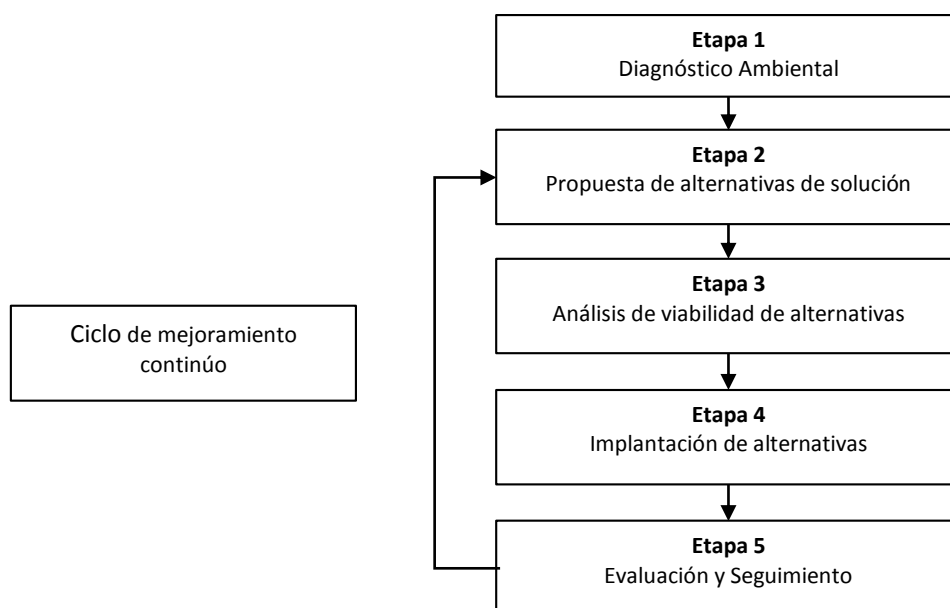 Etapa 1
Diagnóstico Ambiental
Etapa 2
Propuesta de alternativas de solución
Etapa 3
Análisis de viabilidad de alternativas
Ciclo de mejoramiento
continúo
Etapa 4
Implantación de alternativas
Etapa 5
Evaluación y Seguimiento